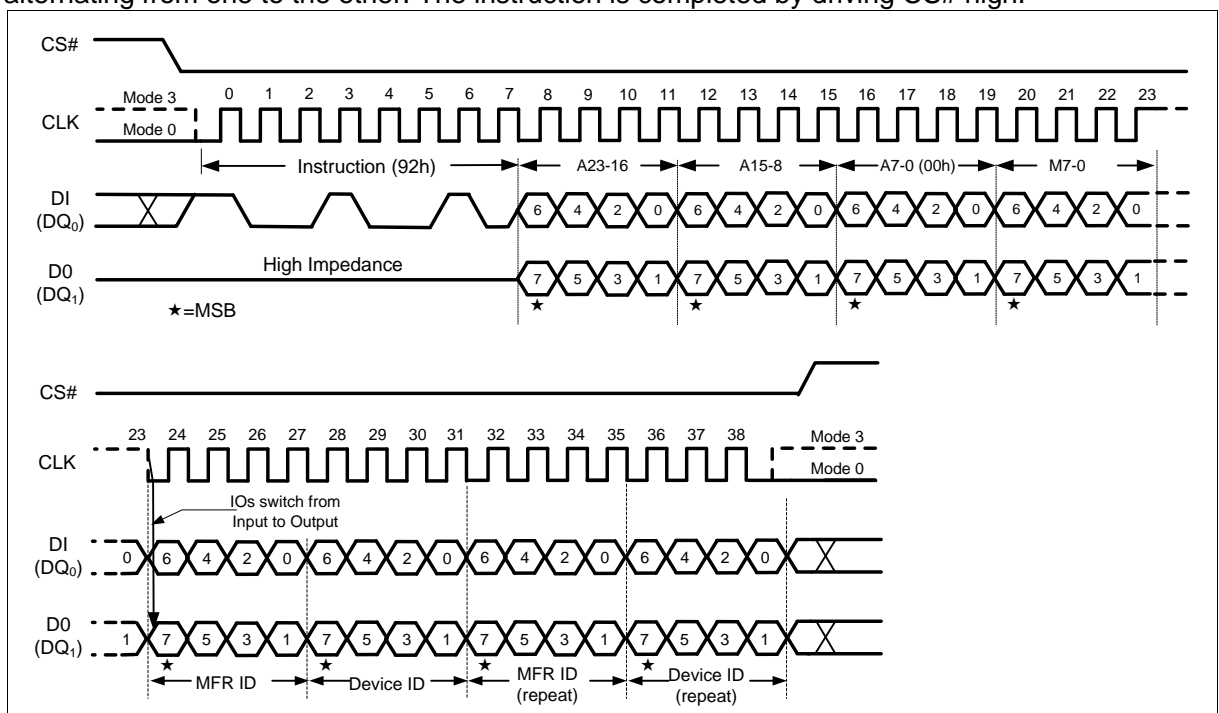 alternating from one to the other. The instruction is completed by driving CS# high.
CS#
Mode 3 0 1 2 3 4 5 6 7 8 9 10 11 12 13 14 15 16 17 18 19 20 21 22 23
CLK
Mode 0
Instruction (92h) A23-16 A15-8 A7-0 (00h) M7-0
DI
(DQ0)
6 4 2 0 6 4 2 0 6 4 2 0 6 4 2 0
High Impedance
D0
(DQ1)
7 5 3 1 7 5 3 1 7 5 3 1 7 5 3 1
★ ★ ★ ★
★=MSB
CS#
23 24 25 26 27 28 29 30 31 32 33 34 35 36 37 38 Mode 3
CLK
Mode 0
IOs switch from
Input to Output
DI
(DQ0)
0 6 4 2 0 6 4 2 0 6 4 2 0 6 4 2 0
D0
(DQ1)
1 7 5 3 1 7 5 3 1 7 5 3 1 7 5 3 1
★ ★ ★ ★
MFR ID Device ID MFR ID
(repeat)
Device ID
(repeat)